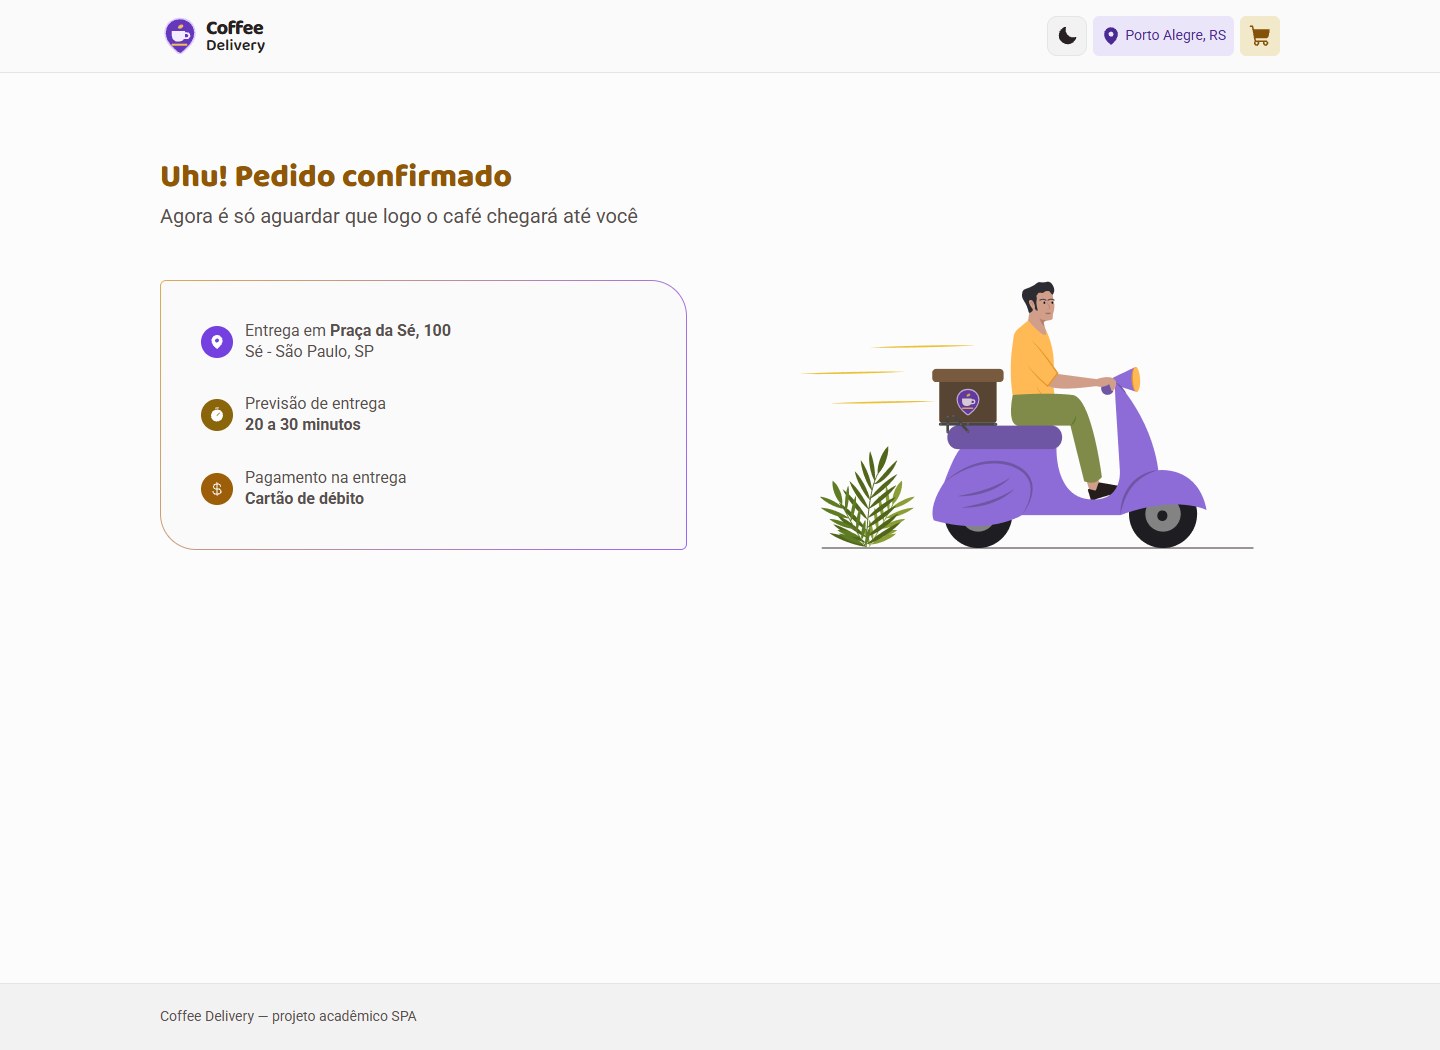 Coffee
Delivery
Porto Alegre, RS
Uhu! Pedido confirmado
Agora é só aguardar que logo o café chegará até você
Entrega em Praça da Sé, 100
Sé - São Paulo, SP
Previsão de entrega
20 a 30 minutos
Pagamento na entrega
Cartão de débito
Coffee Delivery — projeto acadêmico SPA